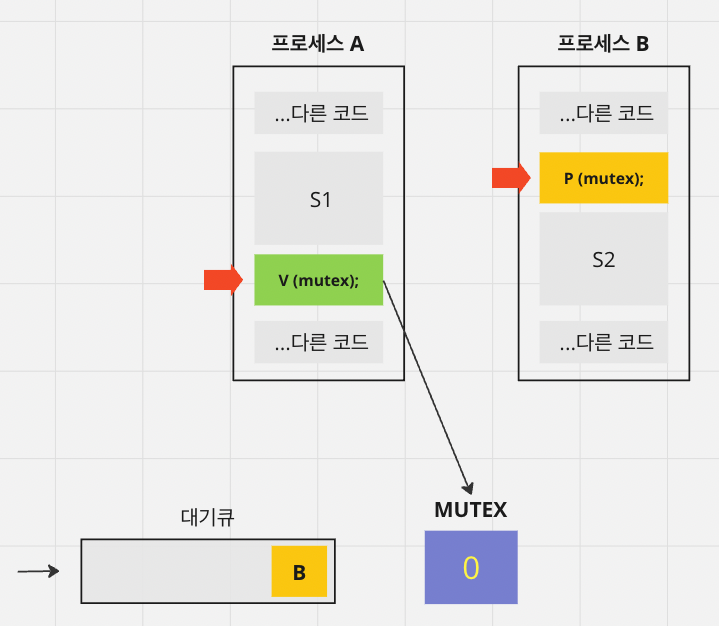 프로세스 A
프로세스 B
...다른 코드
S1
V (mutex);
...다른 코드
...다른 코드
P (mutex);
S2
...다른 코드
대기큐
B
MUTEX
0